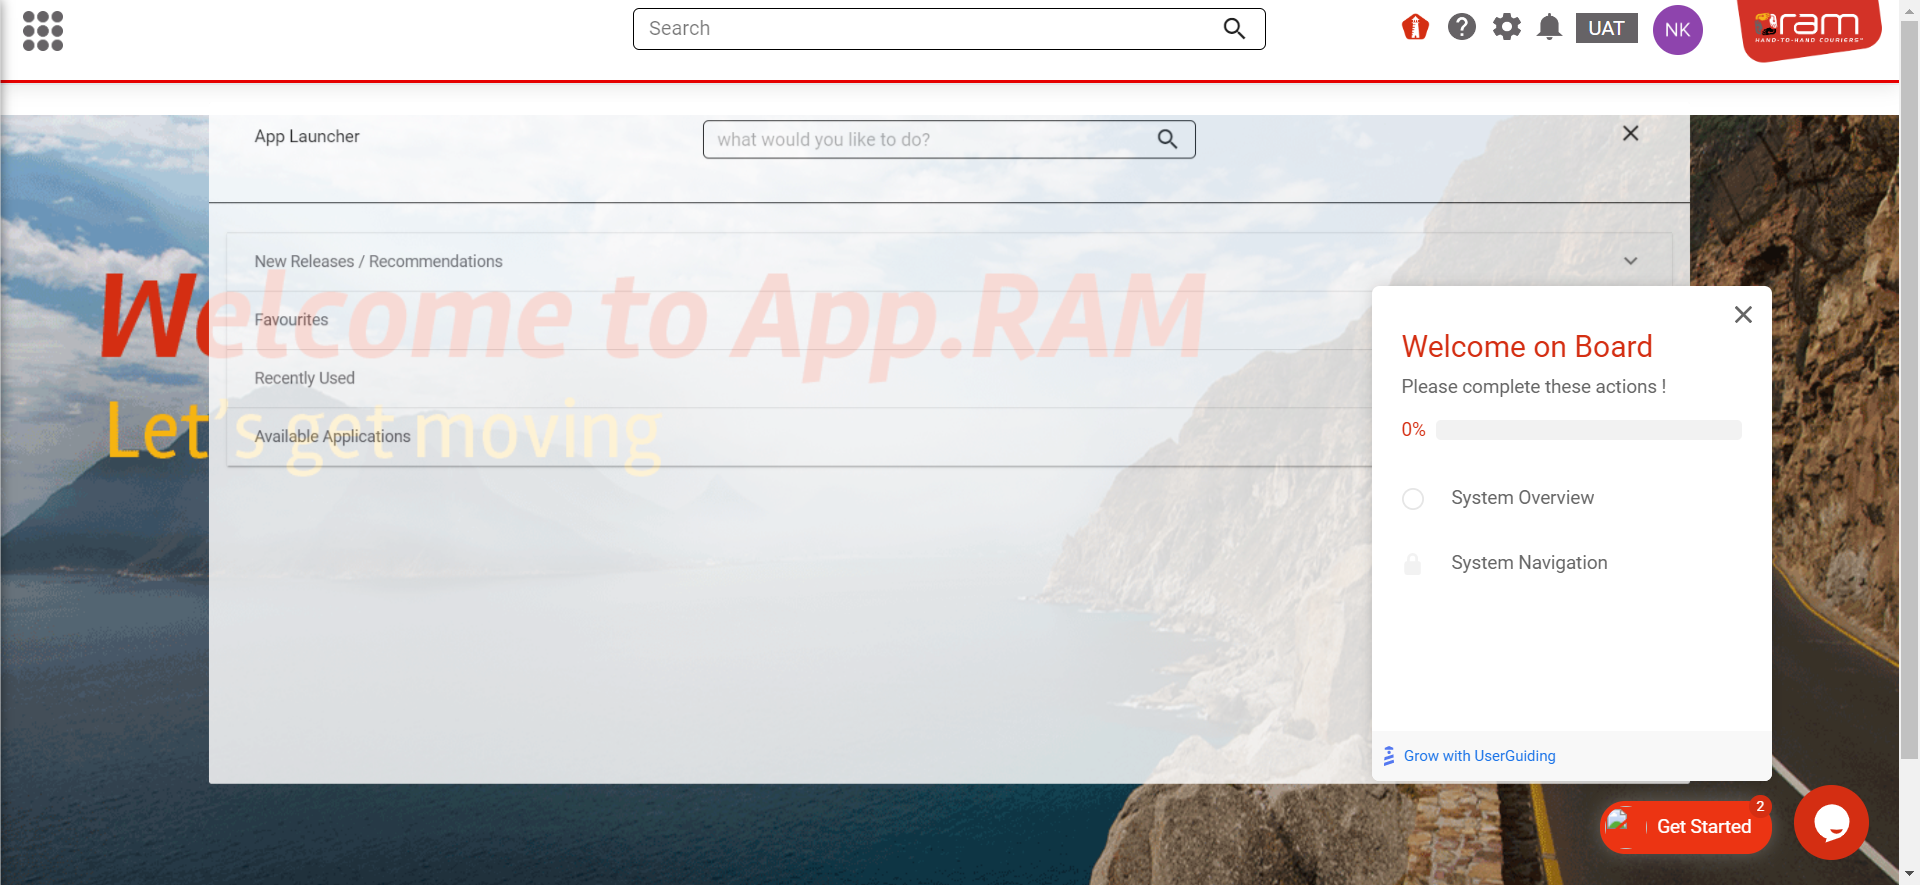 Search
UAT
NK
ram
HAND-TO-HAND COURIERS
App Launcher
what would you like to do?
New Releases / Recommendations
Welcome to App.RAM
Favourites
Recently Used
Let's get moving
Available Applications
Welcome on Board
Please complete these actions !
0%
System Overview
System Navigation
Grow with UserGuiding
2
Get Started